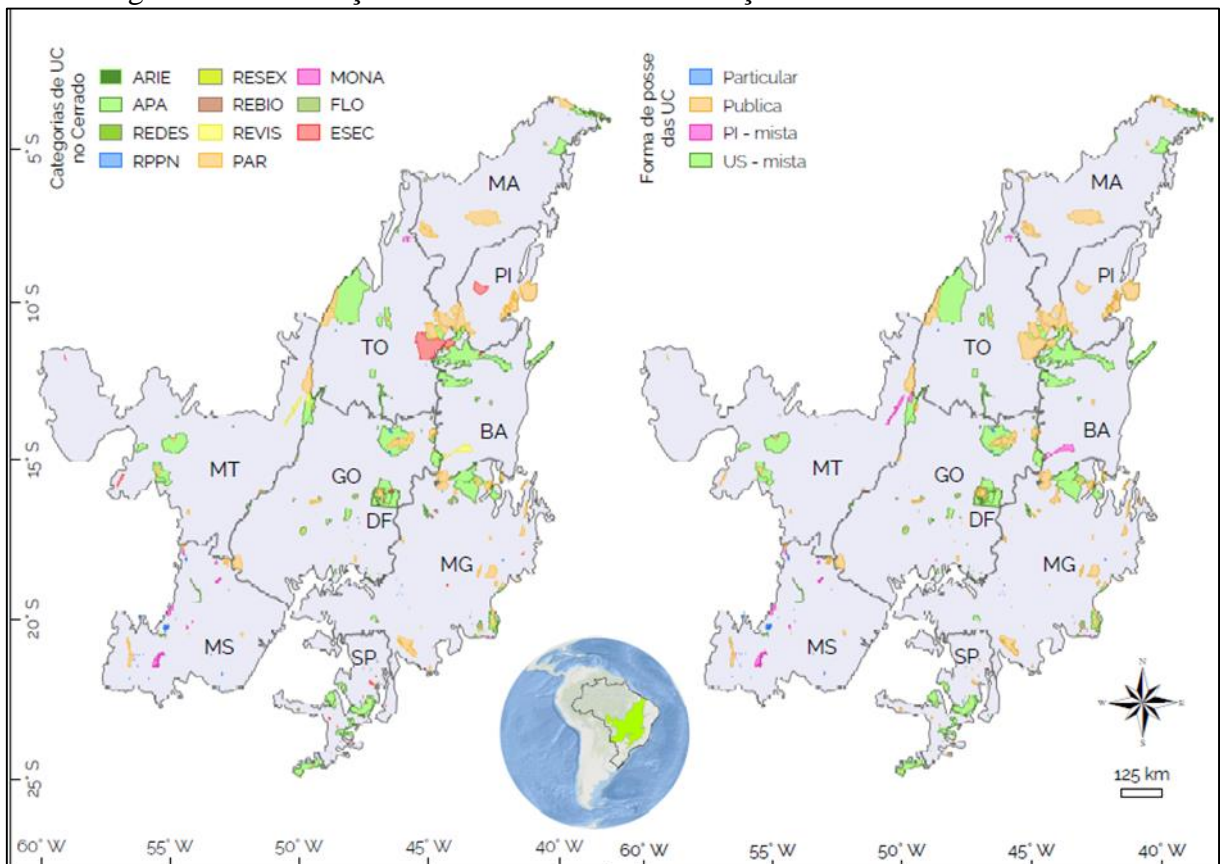 Categorias de UC
no Cerrado
ARIE
APA
REDES
RPPN
RESEX
REBIO
REVIS
PAR
MONA
FLO
ESEC
Forma de posse
das UC
Particular
Publica
PI - mista
US - mista
5° S
10° S
15° S
20° S
25° S
MA
PI
TO
BA
MT
GO
DF
MG
MS
SP
MA
PI
TO
BA
MT
GO
DF
MG
MS
SP
N
W
E
S
125 km
60° W
55° W
50° W
45° W
40° W
60° W
55° W
50° W
45° W
40° W